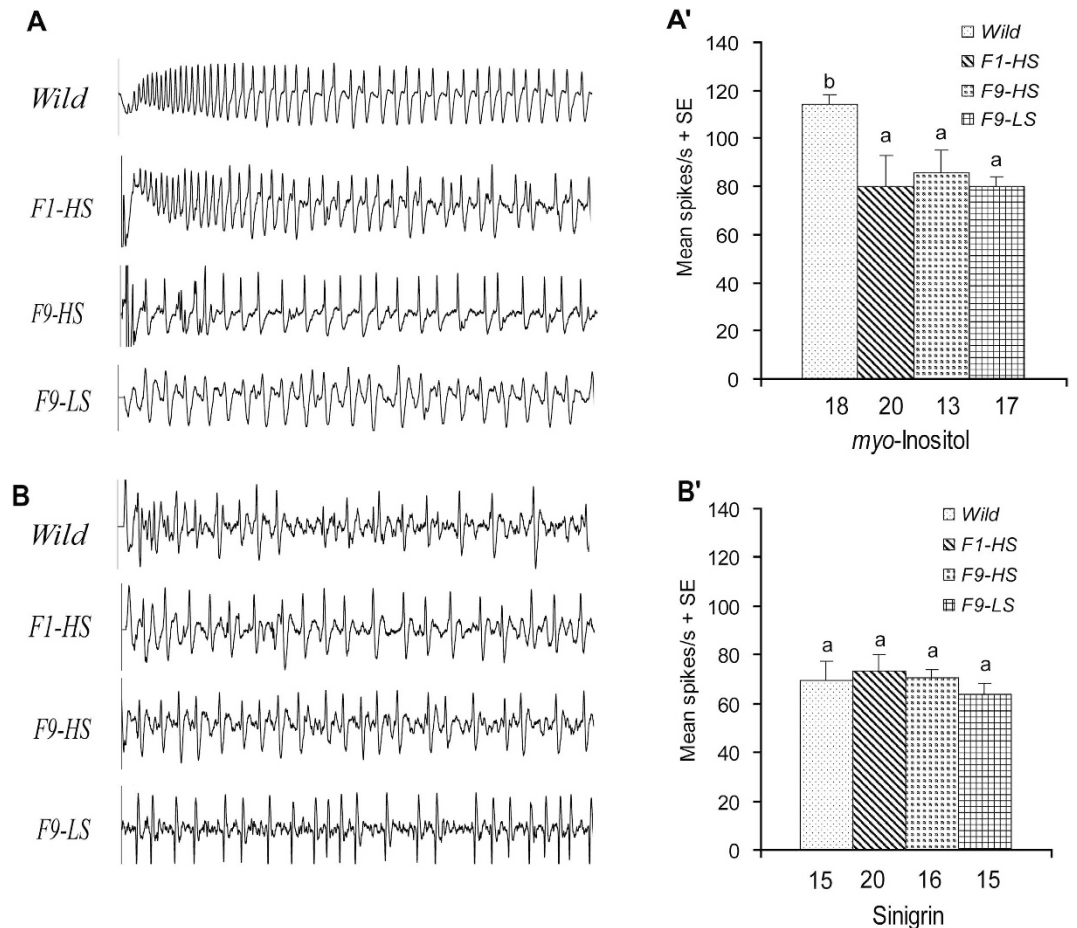 A
Wild
F1-HS
F9-HS
F9-LS
A'
Wild
F1-HS
F9-HS
F9-LS
Mean spikes/s + SE
140
120
100
80
60
40
20
0
b
a
a
a
18 20 13 17
myo-Inositol
B
Wild
F1-HS
F9-HS
F9-LS
B'
Wild
F1-HS
F9-HS
F9-LS
Mean spikes/s + SE
140
120
100
80
60
40
20
0
a
a
a
a
15 20 16 15
Sinigrin